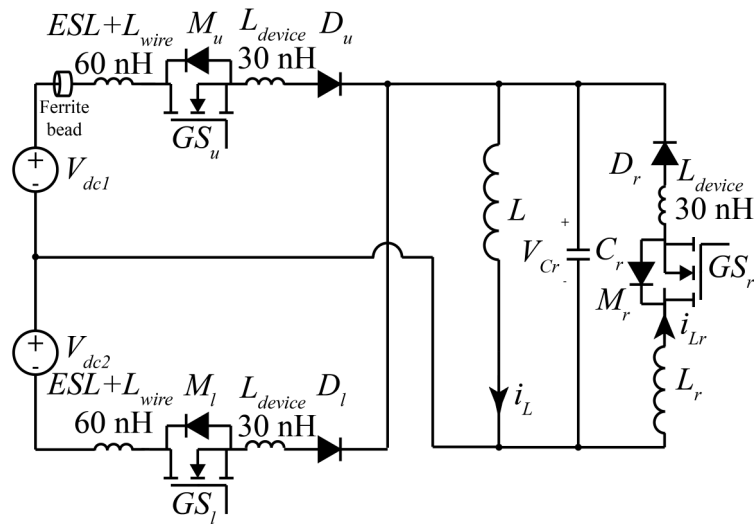 ESL+Lwire Mu Ldevice Du
60 nH 30 nH
Ferrite
bead
GSu
+
-
Vdc1
Dr Ldevice
30 nH
L
+
VCr
-
Cr
GSr
Mr
iLr
+
-
Vdc2
ESL+Lwire Ml Ldevice Dl
60 nH 30 nH
iL
Lr
GSl